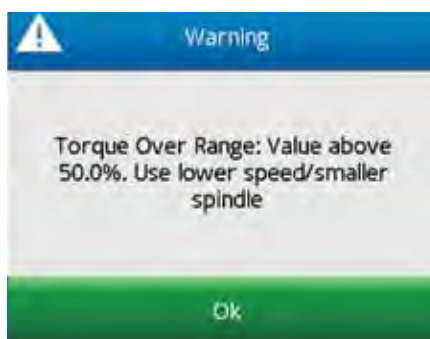 Warning
Torque Over Range: Value above
50.0%. Use lower speed/smaller
spindle
Ok